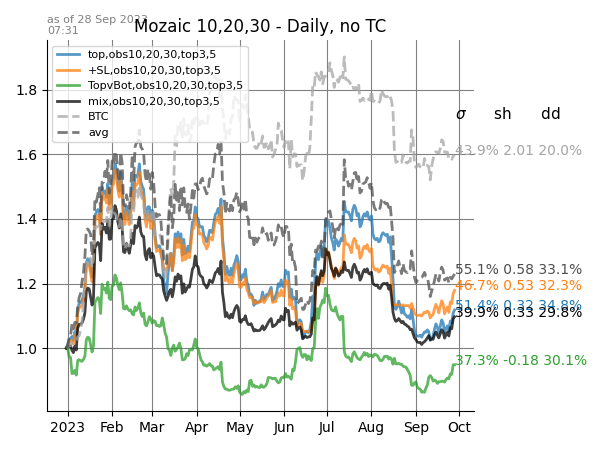 as of 28 Sep 2023
07:31
Mozaic 10,20,30 - Daily, no TC
top,obs10,20,30,top3,5
+SL,obs10,20,30,top3,5
TopvBot,obs10,20,30,top3,5
mix,obs10,20,30,top3,5
BTC
avg
σ sh dd
43.9% 2.01 20.0%
55.1% 0.58 33.1%
46.7% 0.53 32.3%
51.4% 0.32 34.8%
39.9% 0.33 29.8%
37.3% -0.18 30.1%
1.8
1.6
1.4
1.2
1.0
2023 Feb Mar Apr May Jun Jul Aug Sep Oct